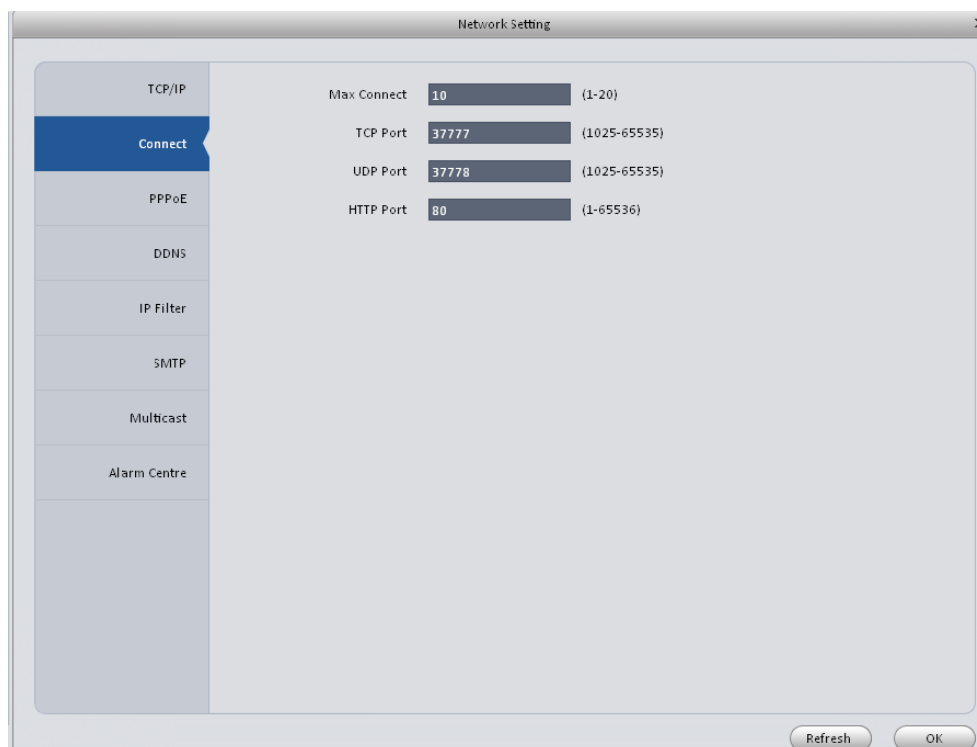 Network Setting
TCP/IP
Connect
PPPoE
DDNS
IP Filter
SMTP
Multicast
Alarm Centre
Max Connect 10 (1-20)
TCP Port 37777 (1025-65535)
UDP Port 37778 (1025-65535)
HTTP Port 80 (1-65536)
Refresh OK